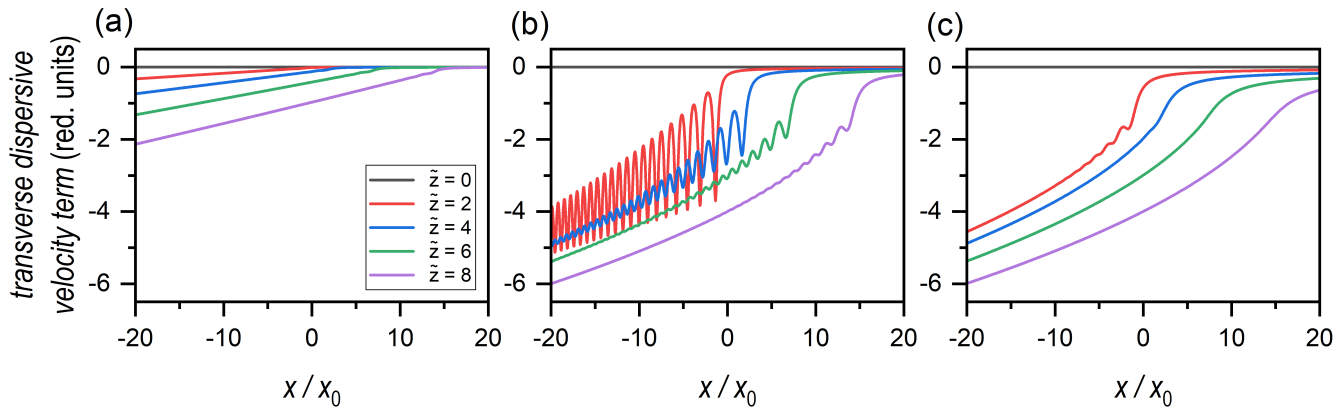 (a)
(b)
(c)
transverse dispersive
velocity term (red. units)
0
-2
-4
-6
-20
-10
0
10
20
x / x₀
z̃ = 0
z̃ = 2
z̃ = 4
z̃ = 6
z̃ = 8
0
-2
-4
-6
-20
-10
0
10
20
x / x₀
0
-2
-4
-6
-20
-10
0
10
20
x / x₀